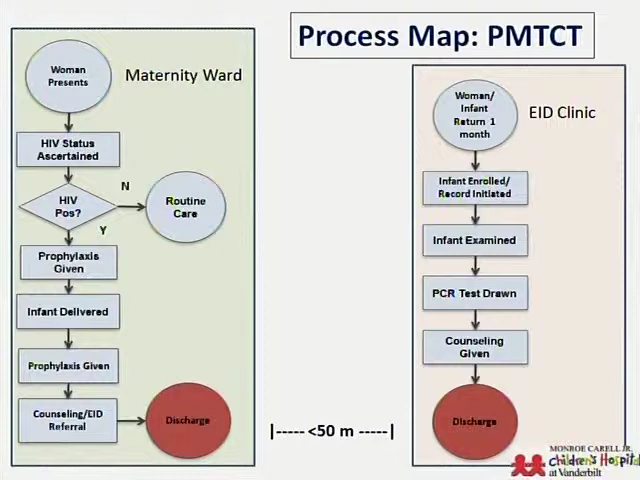 Process Map: PMTCT
Maternity Ward
Woman
Presents
HIV Status
Ascertained
HIV
Pos?
N
Routine
Care
Y
Prophylaxis
Given
Infant Delivered
Prophylaxis Given
Counseling/EID
Referral
Discharge
|----- <50 m -----|
EID Clinic
Woman/
Infant
Return 1
month
Infant Enrolled/
Record Initiated
Infant Examined
PCR Test Drawn
Counseling
Given
Discharge
MONROE CARELL JR.
Children's Hospital
at Vanderbilt